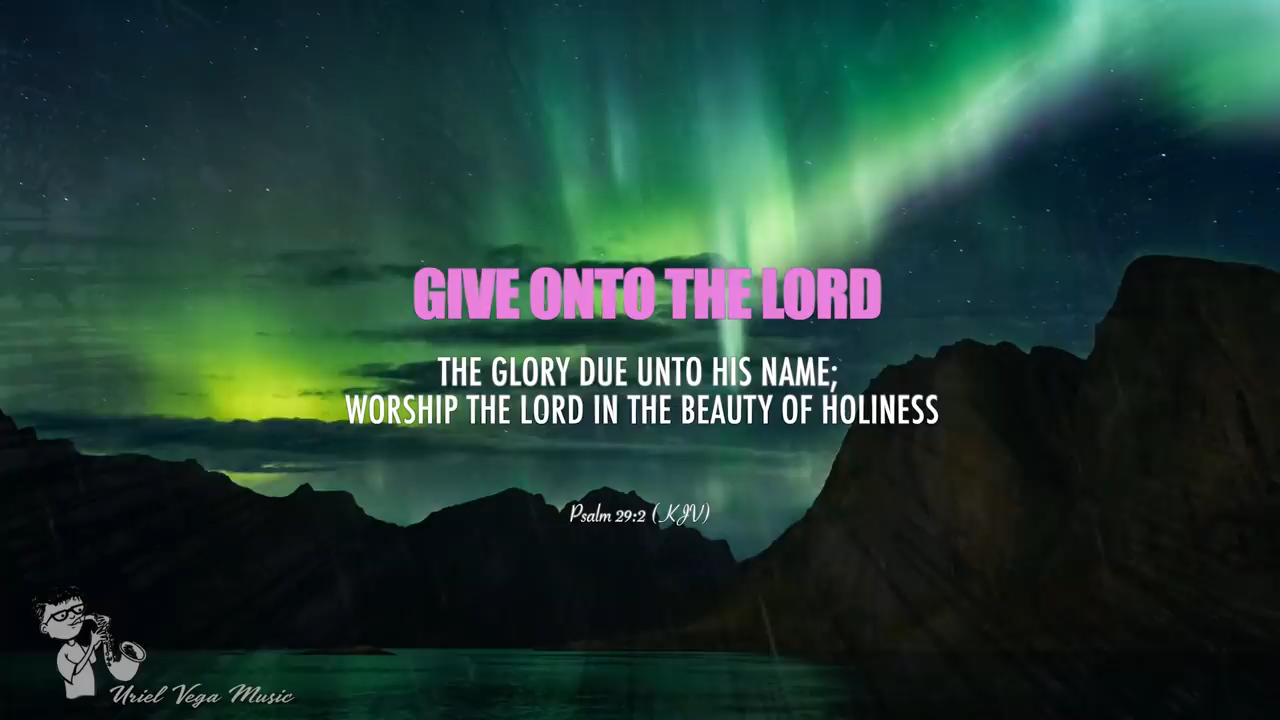 GIVE ONTO THE LORD
THE GLORY DUE UNTO HIS NAME;
WORSHIP THE LORD IN THE BEAUTY OF HOLINESS
Psalm 29:2 (KJV)
Uriel Vega Music